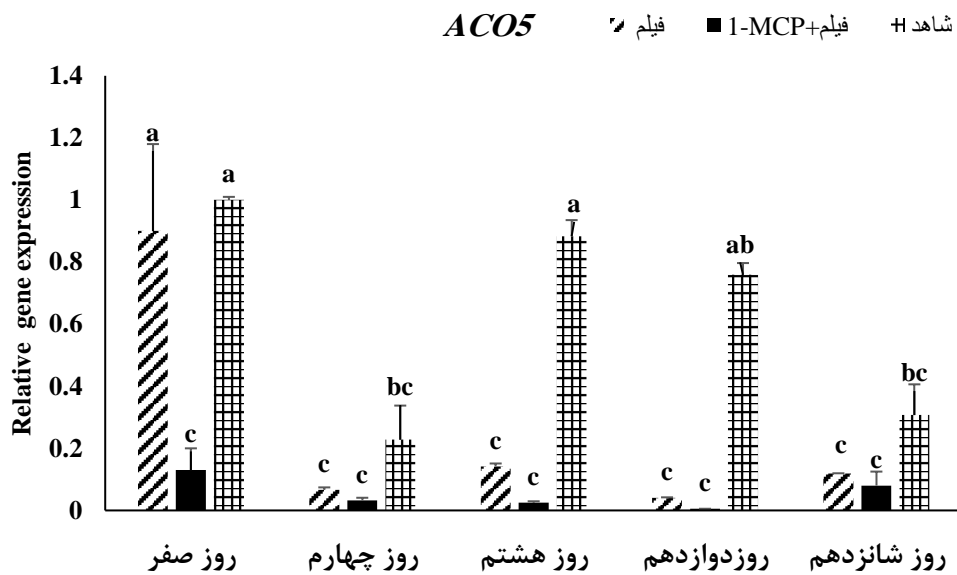 ACO5
فیلم
فیلم+1-MCP
شاهد
Relative gene expression
1.4
1.2
1
0.8
0.6
0.4
0.2
0
a
c
a
c
c
bc
c
c
a
c
c
ab
c
c
bc
روز صفر
روز چهارم
روز هشتم
روزدوازدهم
روز شانزدهم